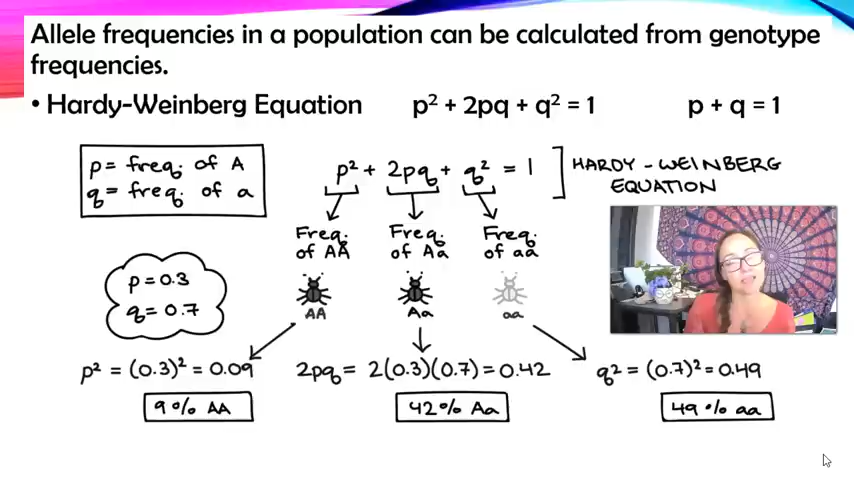 Allele frequencies in a population can be calculated from genotype
frequencies.
• Hardy-Weinberg Equation p² + 2pq + q² = 1 p + q = 1
p = freq. of A
q = freq. of a
p² + 2pq + q² = 1
HARDY-WEINBERG
EQUATION
Freq. of AA
Freq. of Aa
Freq. of aa
p = 0.3
q = 0.7
AA
Aa
aa
p² = (0.3)² = 0.09
2pq = 2(0.3)(0.7) = 0.42
q² = (0.7)² = 0.49
9% AA
42% Aa
49% aa